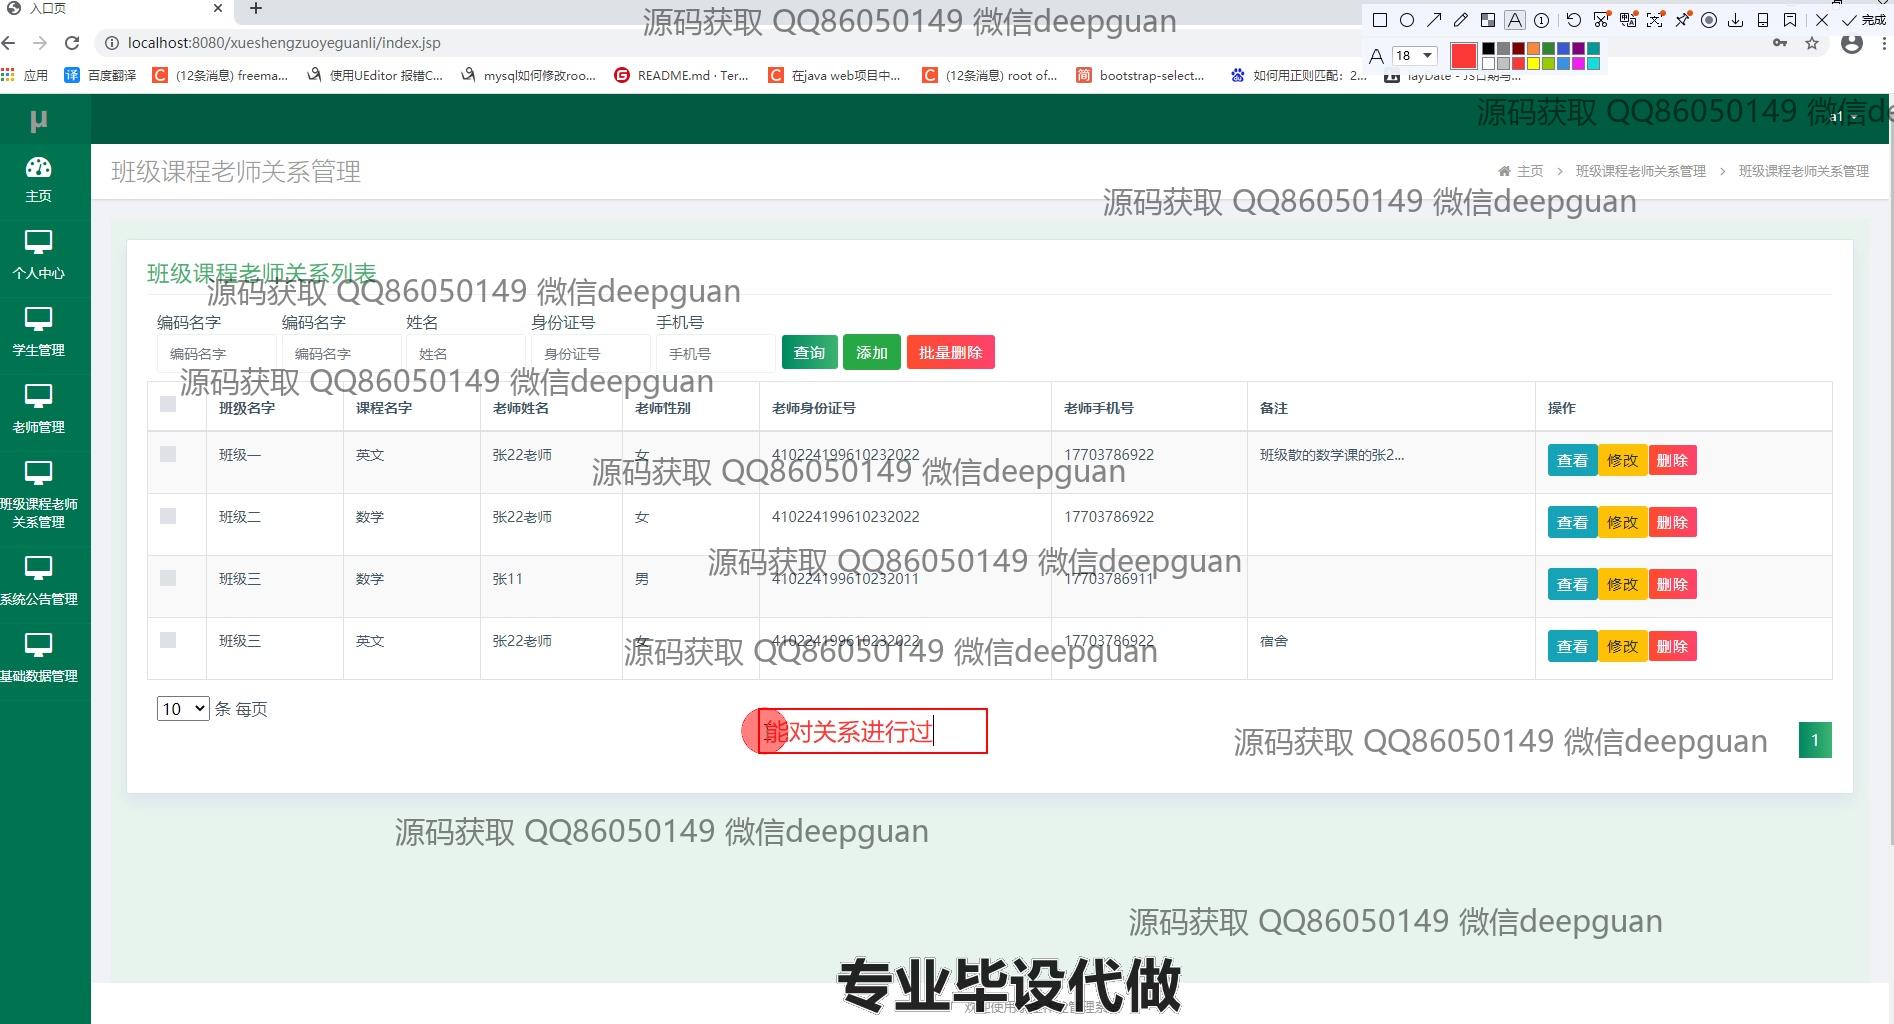 入口页
源码获取 QQ86050149 微信deepguan
完成
localhost:8080/xueshengzuoyeguanli/index.jsp
18
应用
百度翻译
(12条消息) freema...
使用UEditor 报错C...
mysql如何修改roo...
README.md · Ter...
在java web项目中...
(12条消息) root of...
bootstrap-select...
如何用正则匹配：2...
layDate - JS日期与...
μ
源码获取 QQ86050149 微信de
a1
主页
个人中心
学生管理
老师管理
班级课程老师
关系管理
系统公告管理
基础数据管理
班级课程老师关系管理
主页 > 班级课程老师关系管理 > 班级课程老师关系管理
源码获取 QQ86050149 微信deepguan
班级课程老师关系列表
源码获取 QQ86050149 微信deepguan
编码名字 编码名字 姓名 身份证号 手机号
编码名字 编码名字 姓名 身份证号 手机号 查询 添加 批量删除
源码获取 QQ86050149 微信deepguan
班级名字 课程名字 老师姓名 老师性别 老师身份证号 老师手机号 备注 操作
班级一 英文 张22老师 女 410224199610232022 17703786922 班级散的数学课的张2... 查看 修改 删除
源码获取 QQ86050149 微信deepguan
班级二 数学 张22老师 女 410224199610232022 17703786922 查看 修改 删除
源码获取 QQ86050149 微信deepguan
班级三 数学 张11 男 410224199610232011 17703786911 查看 修改 删除
班级三 英文 张22老师 女 410224199610232022 17703786922 宿舍 查看 修改 删除
源码获取 QQ86050149 微信deepguan
10 条 每页
能对关系进行过
源码获取 QQ86050149 微信deepguan
1
源码获取 QQ86050149 微信deepguan
源码获取 QQ86050149 微信deepguan
专业毕设代做